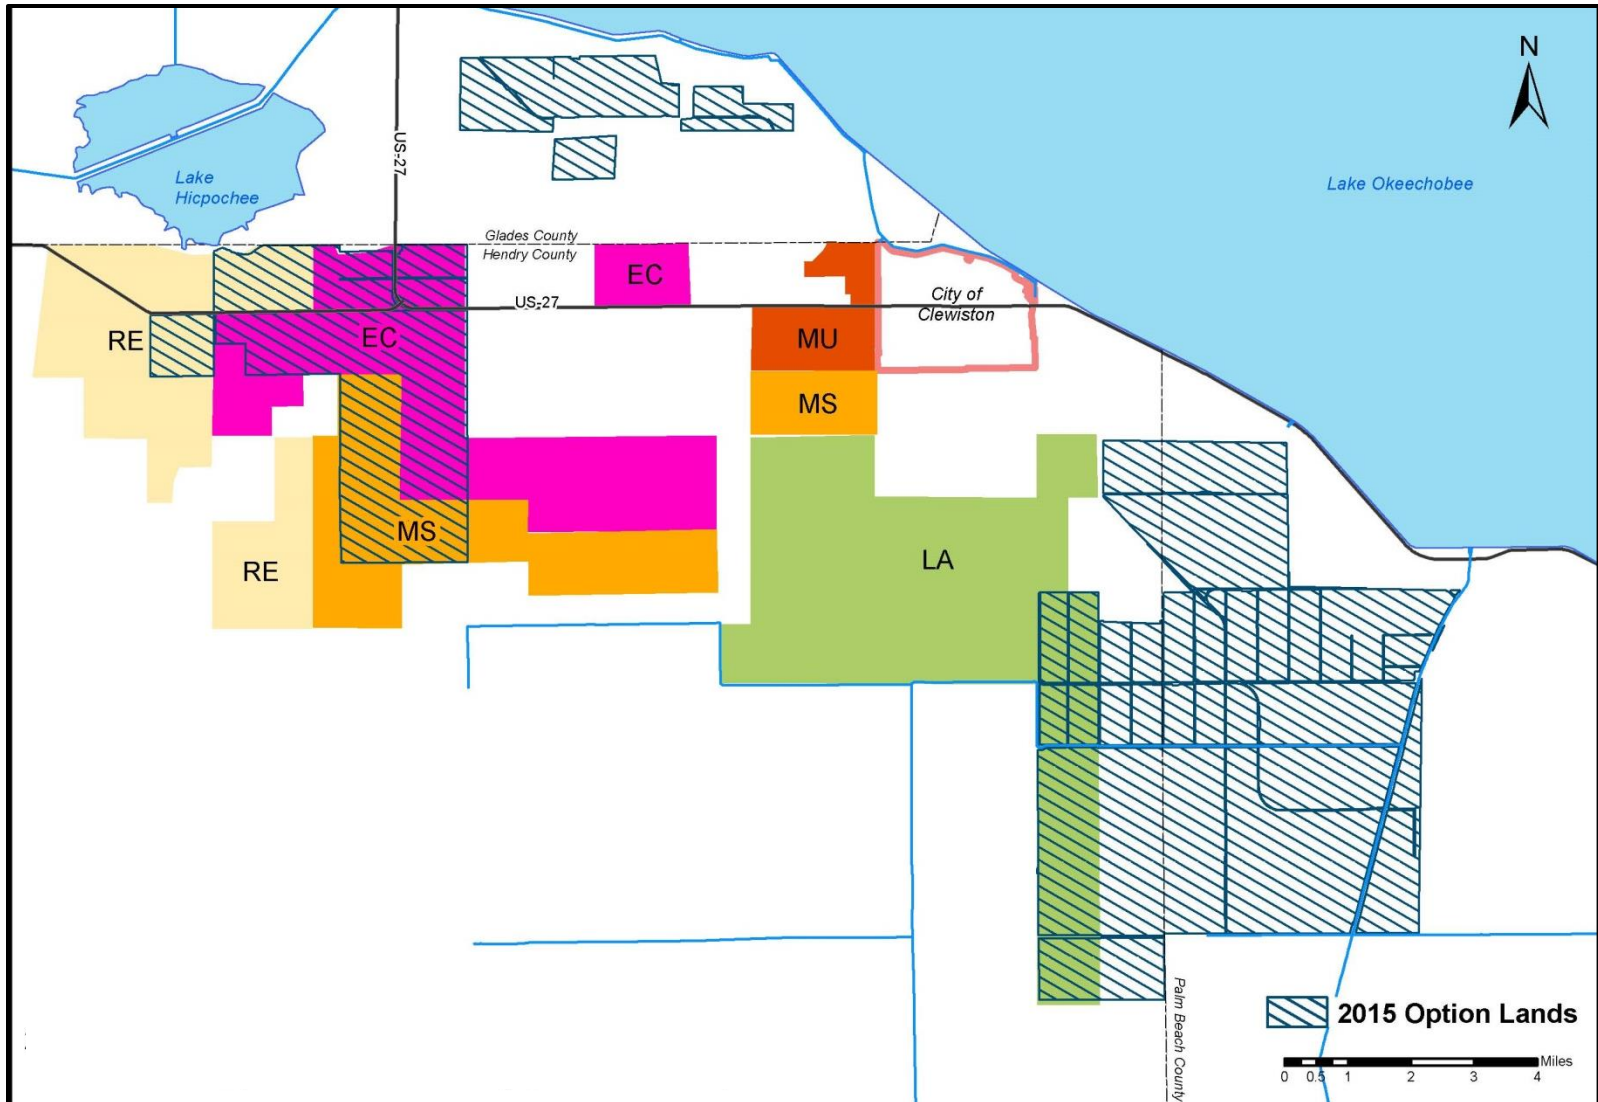 N
US-27
Lake
Hicpochee
Lake Okeechobee
Glades County
Hendry County
EC
City of
Clewiston
US-27
RE
EC
MU
MS
MS
LA
RE
Palm Beach County
2015 Option Lands
Miles
0 0.5 1 2 3 4